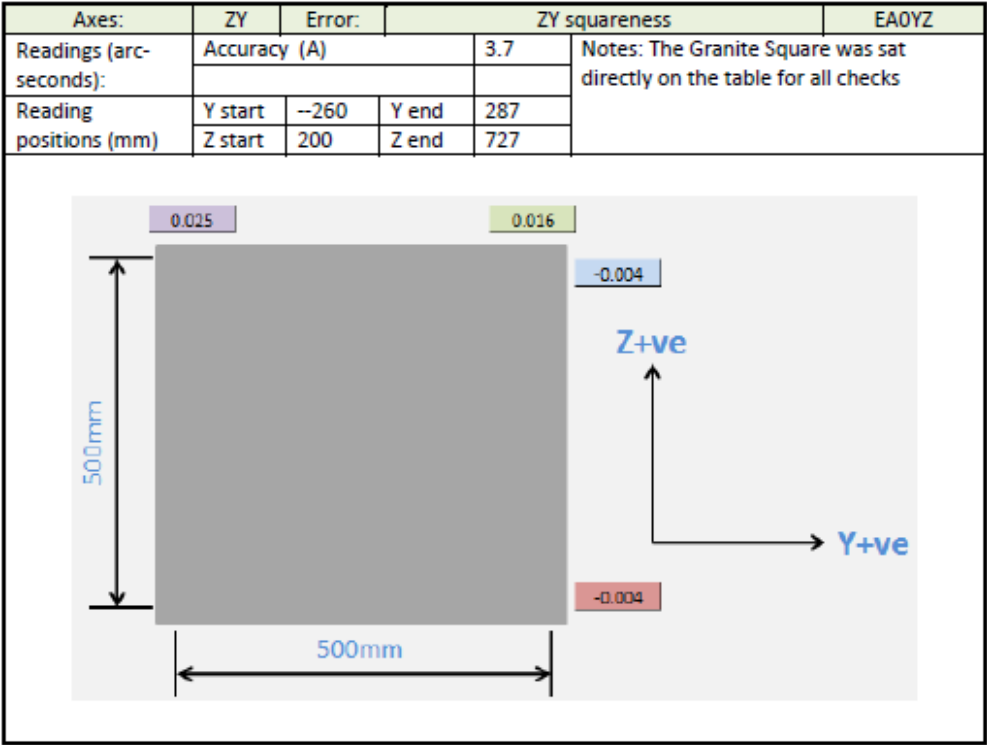 Axes: ZY Error: ZY squareness EA0YZ
Readings (arc-
seconds):
Accuracy (A) 3.7
Notes: The Granite Square was sat
directly on the table for all checks
Reading
positions (mm)
Y start --260 Y end 287
Z start 200 Z end 727
0.025 0.016
-0.004
Z+ve
500mm
Y+ve
-0.004
500mm